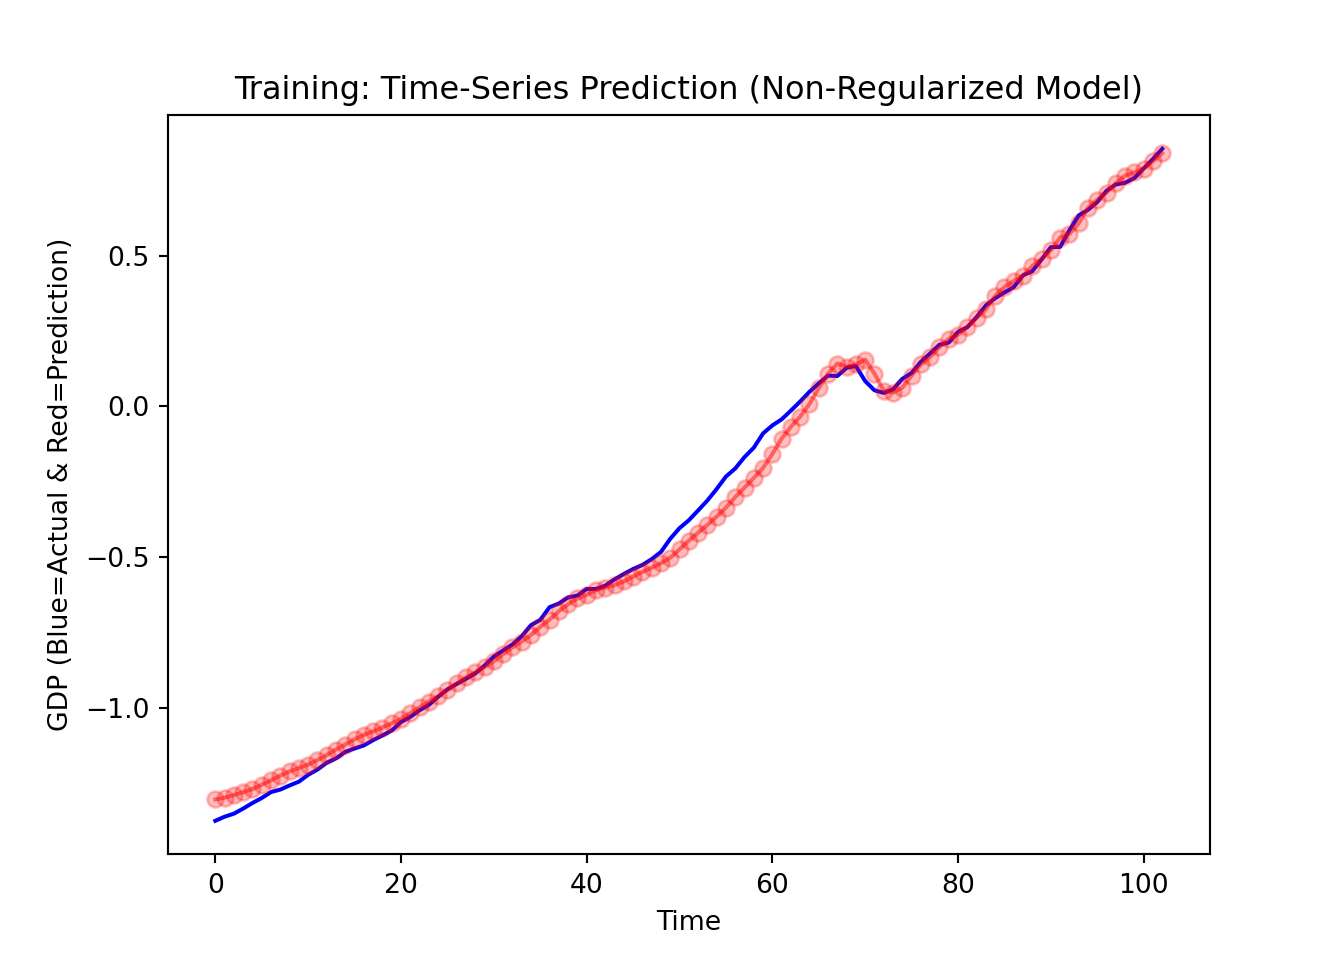 Training: Time-Series Prediction (Non-Regularized Model)
GDP (Blue=Actual & Red=Prediction)
0.5
0.0
−0.5
−1.0
0 20 40 60 80 100
Time